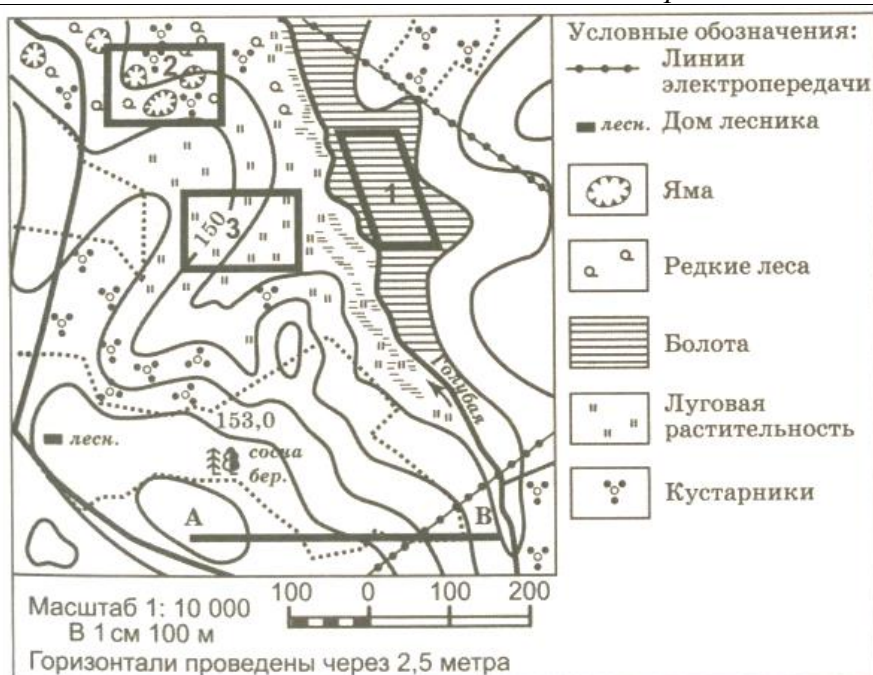 Условные обозначения:
Линии
электропередачи
лесн. Дом лесника
Яма
Редкие леса
Болота
Луговая
растительность
Кустарники
2
1
150
3
Голубая
153,0
лесн.
сосна
бер.
А
В
Масштаб 1: 10 000
В 1 см 100 м
100 0 100 200
Горизонтали проведены через 2,5 метра